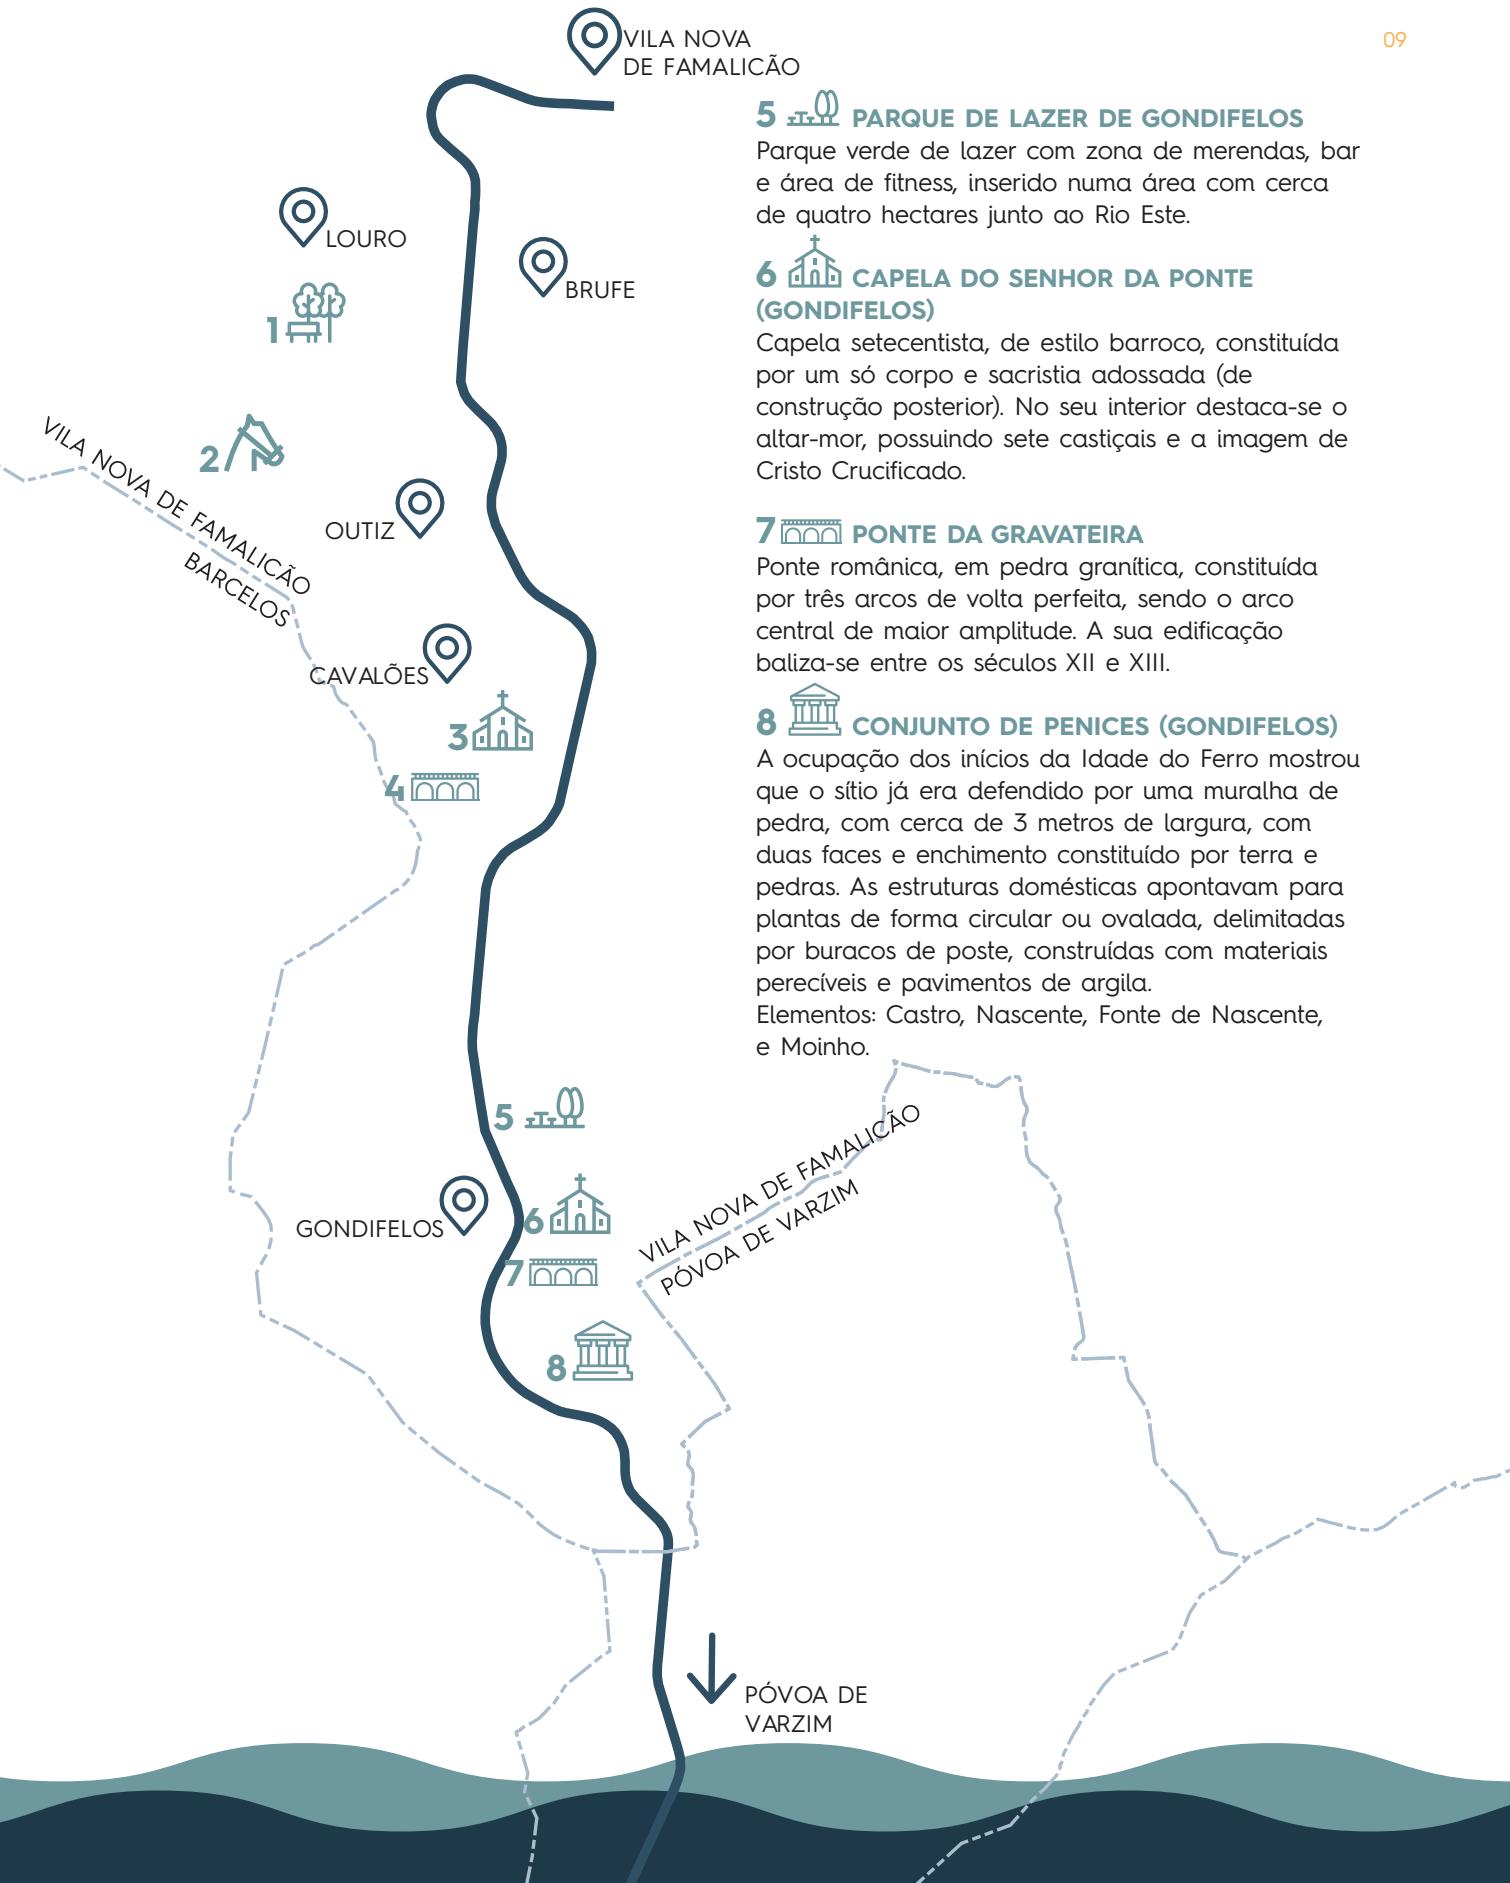 09
VILA NOVA
DE FAMALICÃO
LOURO
BRUFE
1
2
VILA NOVA DE FAMALICÃO
BARCELOS
OUTIZ
CAVALÕES
3
4
5
GONDIFELOS
6
7
8
VILA NOVA DE FAMALICÃO
PÓVOA DE VARZIM
PÓVOA DE
VARZIM
5 PARQUE DE LAZER DE GONDIFELOS
Parque verde de lazer com zona de merendas, bar
e área de fitness, inserido numa área com cerca
de quatro hectares junto ao Rio Este.
6 CAPELA DO SENHOR DA PONTE
(GONDIFELOS)
Capela setecentista, de estilo barroco, constituída
por um só corpo e sacristia adossada (de
construção posterior). No seu interior destaca-se o
altar-mor, possuindo sete castiçais e a imagem de
Cristo Crucificado.
7 PONTE DA GRAVATEIRA
Ponte românica, em pedra granítica, constituída
por três arcos de volta perfeita, sendo o arco
central de maior amplitude. A sua edificação
baliza-se entre os séculos XII e XIII.
8 CONJUNTO DE PENICES (GONDIFELOS)
A ocupação dos inícios da Idade do Ferro mostrou
que o sítio já era defendido por uma muralha de
pedra, com cerca de 3 metros de largura, com
duas faces e enchimento constituído por terra e
pedras. As estruturas domésticas apontavam para
plantas de forma circular ou ovalada, delimitadas
por buracos de poste, construídas com materiais
perecíveis e pavimentos de argila.
Elementos: Castro, Nascente, Fonte de Nascente,
e Moinho.